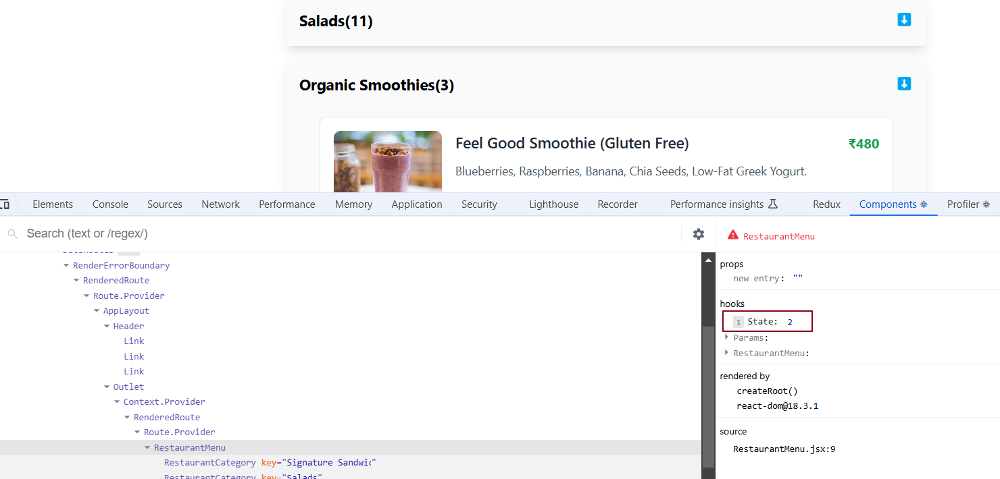 Salads(11)
Organic Smoothies(3)
Feel Good Smoothie (Gluten Free)
₹480
Blueberries, Raspberries, Banana, Chia Seeds, Low-Fat Greek Yogurt.
Elements Console Sources Network Performance Memory Application Security Lighthouse Recorder Performance insights Redux Components Profiler
Search (text or /regex/)
RestaurantMenu
RenderErrorBoundary
RenderedRoute
Route.Provider
AppLayout
Header
Link
Link
Link
Outlet
Context.Provider
RenderedRoute
Route.Provider
RestaurantMenu
RestaurantCategory key="Signature Sandwic"
RestaurantCategory key="Salads"
props
new entry: ""
hooks
1 State: 2
Params:
RestaurantMenu:
rendered by
createRoot()
react-dom@18.3.1
source
RestaurantMenu.jsx:9